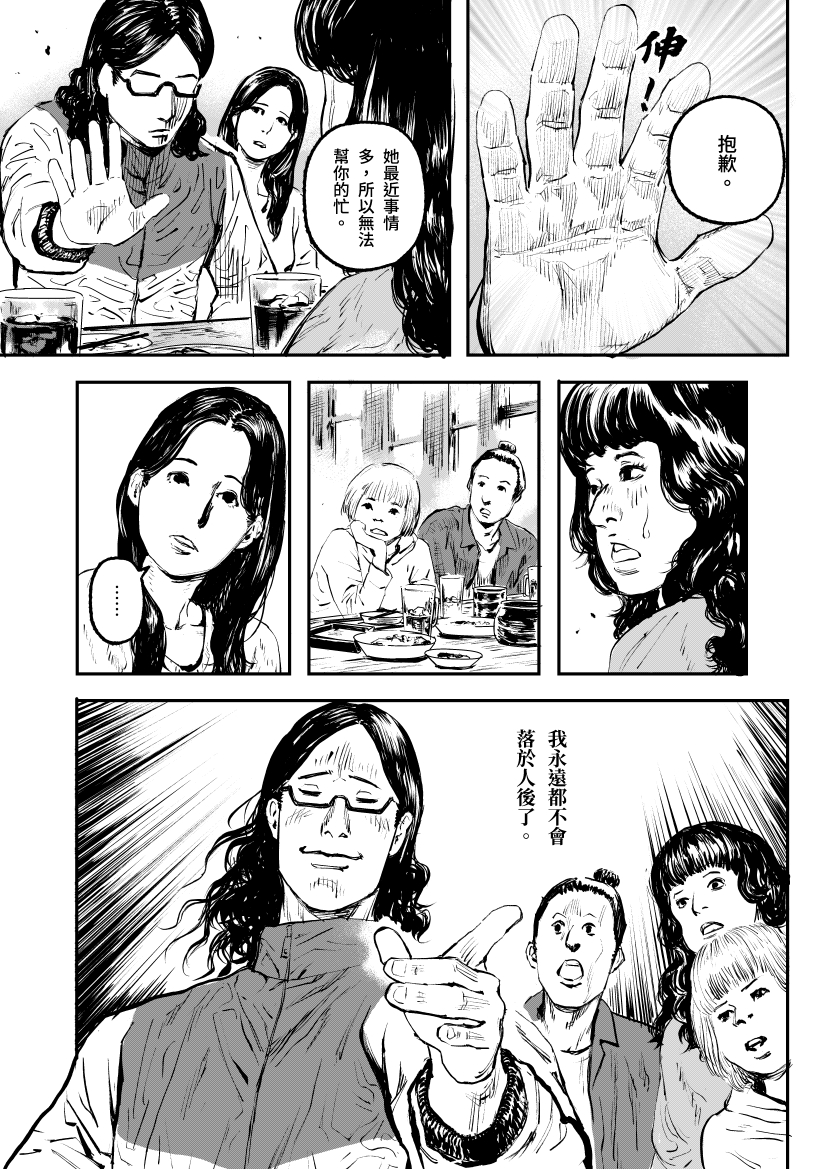 伸!
抱歉。
她最近事情
多，所以無法
幫你的忙。
……
我永遠都不會
落於人後了。